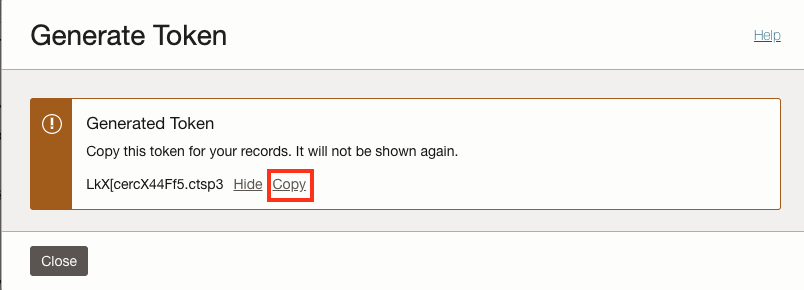 Generate Token
Help
Generated Token
Copy this token for your records. It will not be shown again.
LkX[cercX44Ff5.ctsp3 Hide Copy
Close